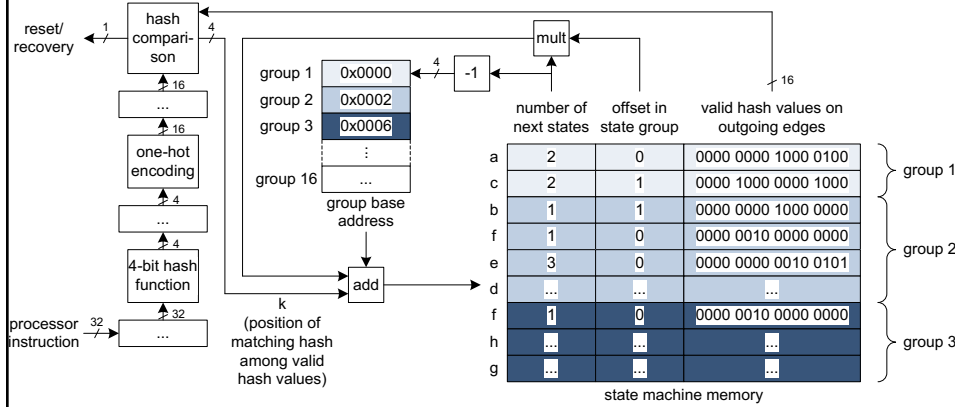 reset/
recovery
1
hash
compari-
son
4
16
...
16
one-hot
encoding
4
...
4
4-bit hash
function
32
processor
instruction
32
...
group 1
0x0000
group 2
0x0002
group 3
0x0006
⋮
group 16
...
group base
address
4
-1
mult
add
k
(position of
matching hash
among valid
hash values)
16
number of
next states
offset in
state group
valid hash values on
outgoing edges
a 2 0 0000 0000 1000 0100
c 2 1 0000 1000 0000 1000
b 1 1 0000 0000 1000 0000
f 1 0 0000 0010 0000 0000
e 3 0 0000 0000 0010 0101
d ... ... ...
f 1 0 0000 0010 0000 0000
h ... ... ...
g ... ... ...
group 1
group 2
group 3
state machine memory